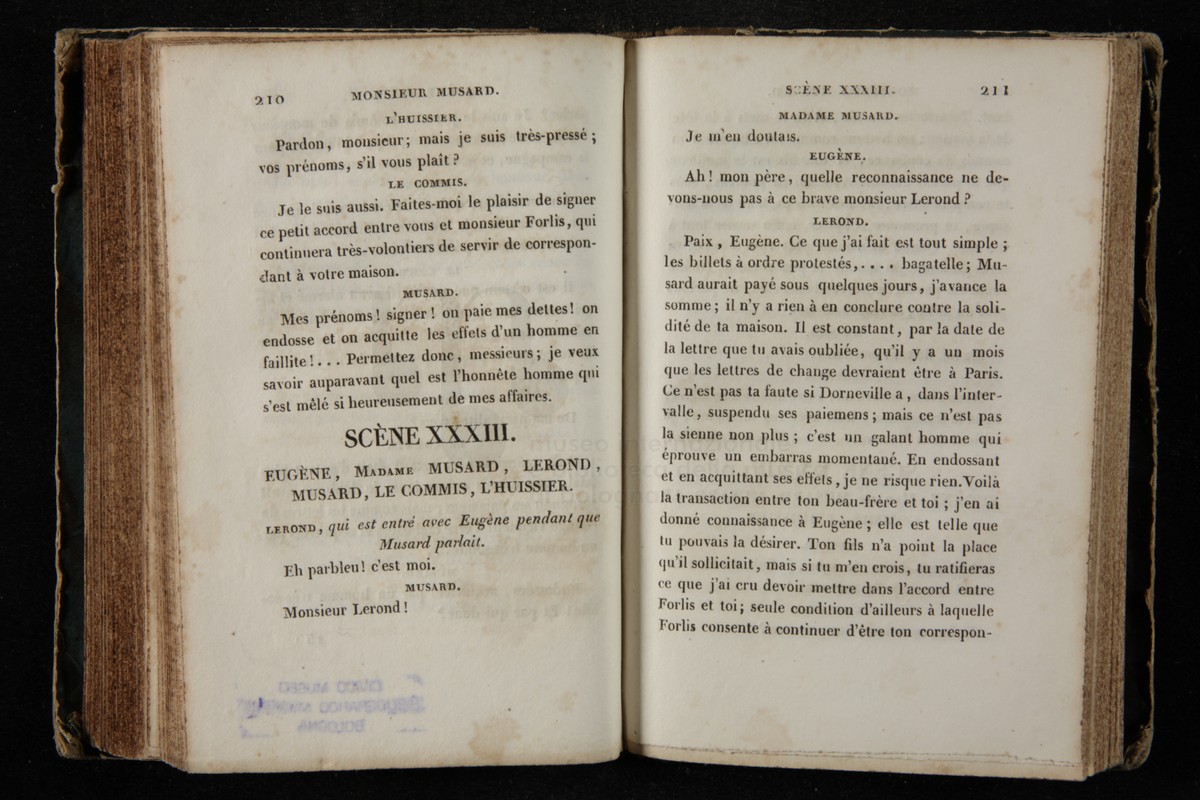 210 MONSIEUR MUSARD.
L'HUISSIER.
Pardon, monsieur; mais je suis très-pressé;
vos prénoms, s'il vous plaît?
LE COMMIS.
Je le suis aussi. Faites-moi le plaisir de signer
ce petit accord entre vous et monsieur Forlis, qui
continuera très-volontiers de servir de correspon-
dant à votre maison.
MUSARD.
Mes prénoms! signer! on paie mes dettes! on
endosse et on acquitte les effets d'un homme en
faillite!... Permettez donc, messieurs; je veux
savoir auparavant quel est l'honnête homme qui
s'est mêlé si heureusement de mes affaires.
SCÈNE XXXIII.
EUGÈNE, MADAME MUSARD, LEROND,
MUSARD, LE COMMIS, L'HUISSIER.
LEROND, qui est entré avec Eugène pendant que
Musard parlait.
Eh parbleu! c'est moi.
MUSARD.
Monsieur Lerond!
CIVICO MUSEO
BIBLIOGRAFICO MUSICALE
BOLOGNA
SCÈNE XXXIII. 211
MADAME MUSARD.
Je m'en doutais.
EUGÈNE.
Ah! mon père, quelle reconnaissance ne de-
vons-nous pas à ce brave monsieur Lerond?
LEROND.
Paix, Eugène. Ce que j'ai fait est tout simple;
les billets à ordre protestés,.... bagatelle; Mu-
sard aurait payé sous quelques jours, j'avance la
somme; il n'y a rien à en conclure contre la soli-
dité de ta maison. Il est constant, par la date de
la lettre que tu avais oubliée, qu'il y a un mois
que les lettres de change devraient être à Paris.
Ce n'est pas ta faute si Dorneville a, dans l'inter-
valle, suspendu ses paiemens; mais ce n'est pas
la sienne non plus; c'est un galant homme qui
éprouve un embarras momentané. En endossant
et en acquittant ses effets, je ne risque rien. Voilà
la transaction entre ton beau-frère et toi; j'en ai
donné connaissance à Eugène; elle est telle que
tu pouvais la désirer. Ton fils n'a point la place
qu'il sollicitait, mais si tu m'en crois, tu ratifieras
ce que j'ai cru devoir mettre dans l'accord entre
Forlis et toi; seule condition d'ailleurs à laquelle
Forlis consente à continuer d'être ton correspon-